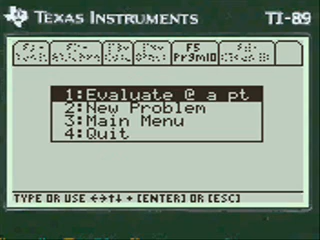 TEXAS INSTRUMENTS TI-89
F5
PrgmIO
1:Evaluate @ a pt
2:New Problem
3:Main Menu
4:Quit
TYPE OR USE ←→↑↓ + [ENTER] OR [ESC]